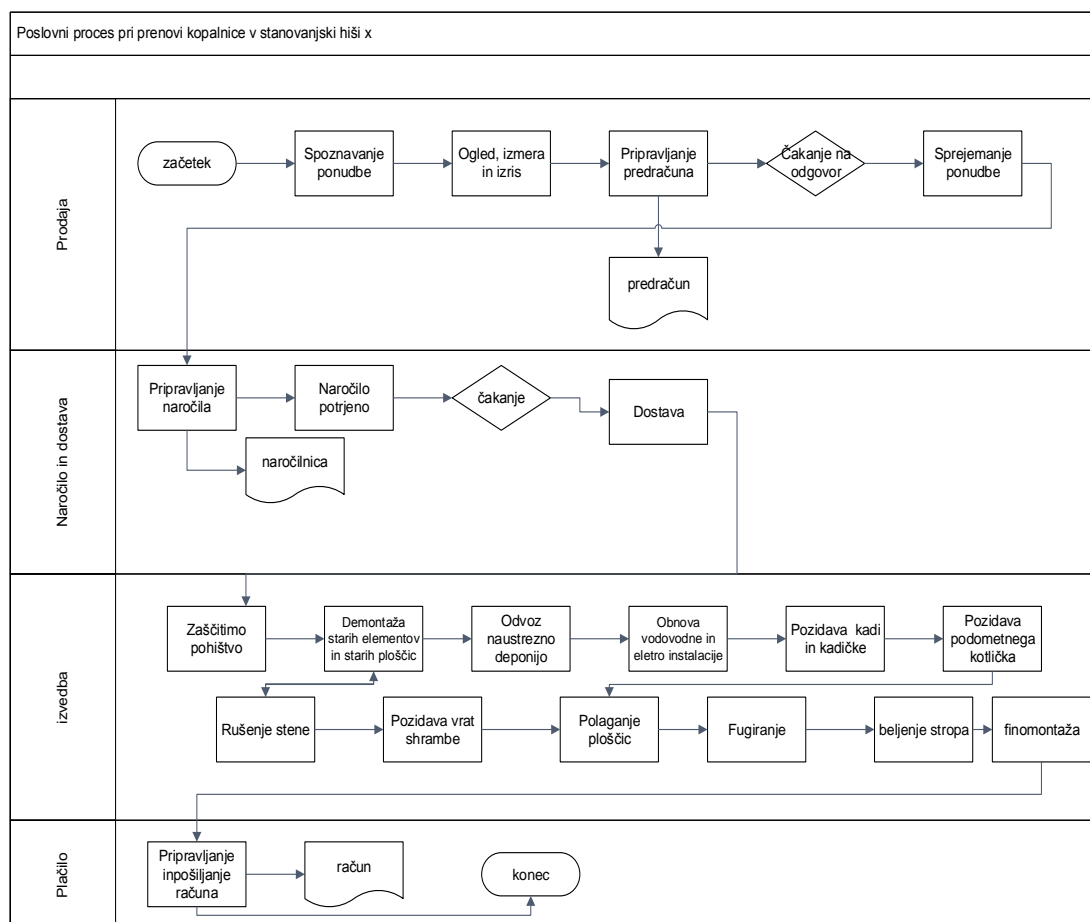 Poslovni proces pri prenovi kopalnice v stanovanjski hiši x
Prodaja
začetek
Spoznavanje
ponudbe
Ogled, izmera
in izris
Pripravljanje
predračuna
Čakanje na
odgovor
Sprejemanje
ponudbe
predračun
Naročilo in dostava
Pripravljanje
naročila
Naročilo
potrjeno
čakanje
Dostava
naročilnica
izvedba
Zaščitimo
pohištvo
Demontaža
starih elementov
in starih ploščic
Odvoz
naustrezno
deponijo
Obnova
vodovodne in
eletro instalacije
Pozidava kadi
in kadičke
Pozidava
podometnega
kotlička
Rušenje stene
Pozidava vrat
shrambe
Polaganje
ploščic
Fugiranje
beljenje stropa
finomontaža
Plačilo
Pripravljanje
inpošiljanje
računa
račun
konec